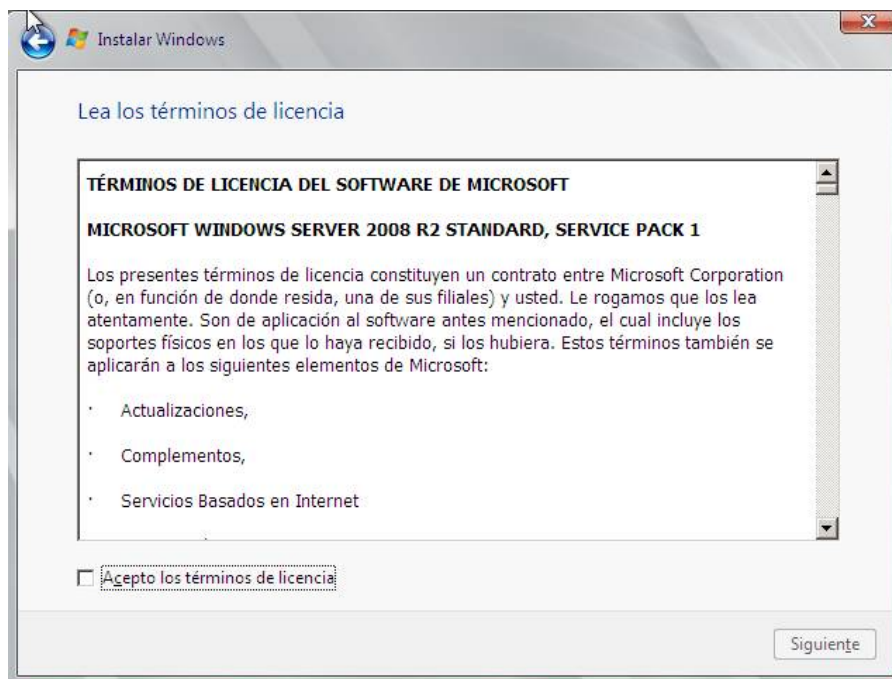 Instalar Windows
Lea los términos de licencia
TÉRMINOS DE LICENCIA DEL SOFTWARE DE MICROSOFT
MICROSOFT WINDOWS SERVER 2008 R2 STANDARD, SERVICE PACK 1
Los presentes términos de licencia constituyen un contrato entre Microsoft Corporation
(o, en función de donde resida, una de sus filiales) y usted. Le rogamos que los lea
atentamente. Son de aplicación al software antes mencionado, el cual incluye los
soportes físicos en los que lo haya recibido, si los hubiera. Estos términos también se
aplicarán a los siguientes elementos de Microsoft:
· Actualizaciones,
· Complementos,
· Servicios Basados en Internet
Acepto los términos de licencia
Siguiente